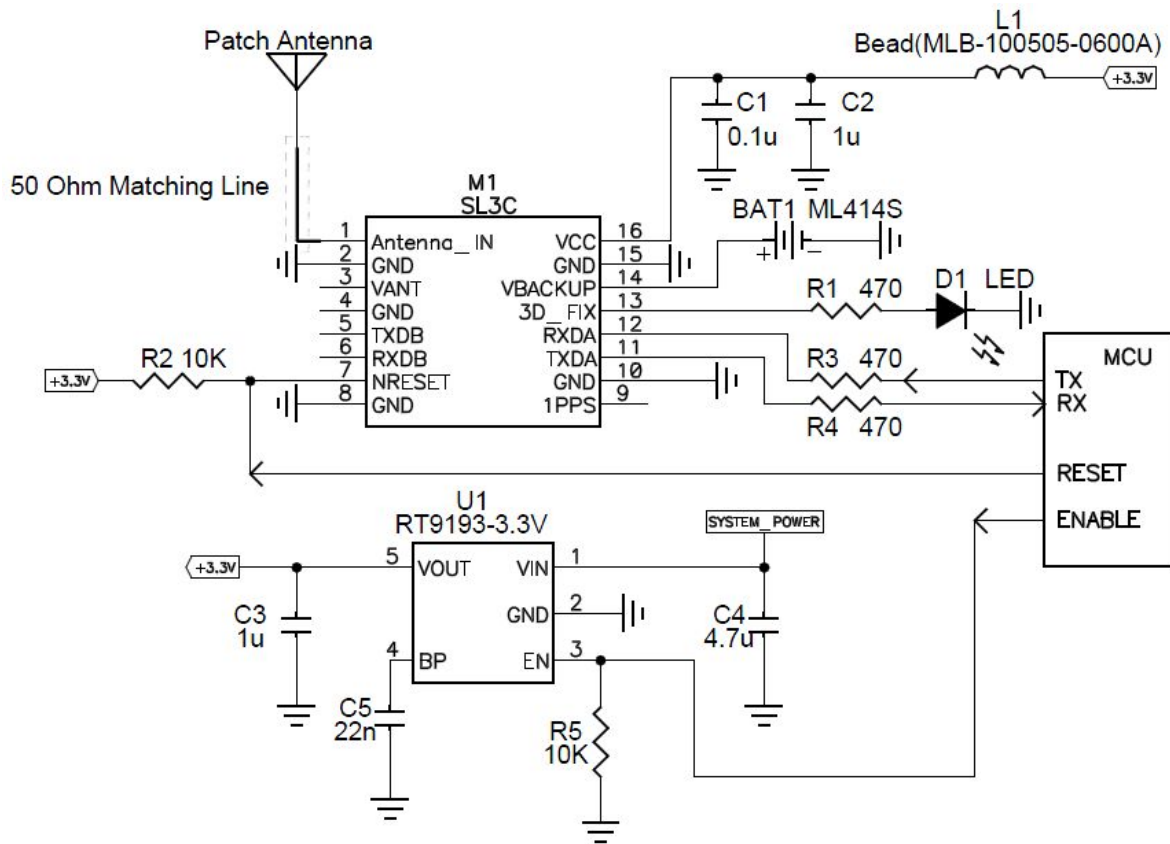 L1
Bead(MLB-100505-0600A)
+3.3V
Patch Antenna
C1
0.1u
C2
1u
50 Ohm Matching Line
M1
SL3C
BAT1 ML414S
+ −
1 Antenna_IN VCC 16
2 GND GND 15
3 VANT VBACKUP 14
4 GND 3D_FIX 13
5 TXDB RXDA 12
6 RXDB TXDA 11
7 NRESET GND 10
8 GND 1PPS 9
R1 470
D1 LED
MCU
+3.3V
R2 10K
R3 470
TX
RX
R4 470
RESET
ENABLE
U1
RT9193-3.3V
SYSTEM_POWER
+3.3V
5 VOUT VIN 1
GND 2
4 BP EN 3
C3
1u
C4
4.7u
C5
22n
R5
10K